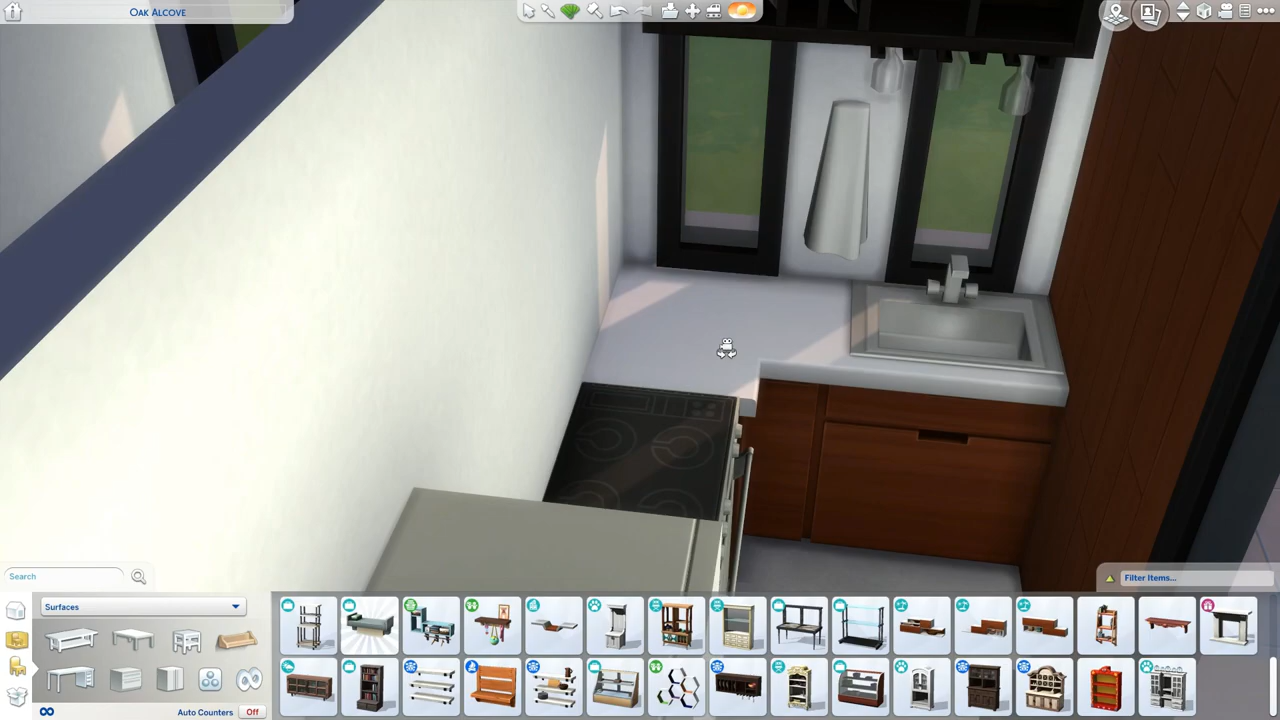 Oak Alcove
Search
Filter Items...
Surfaces
Auto Counters
Off